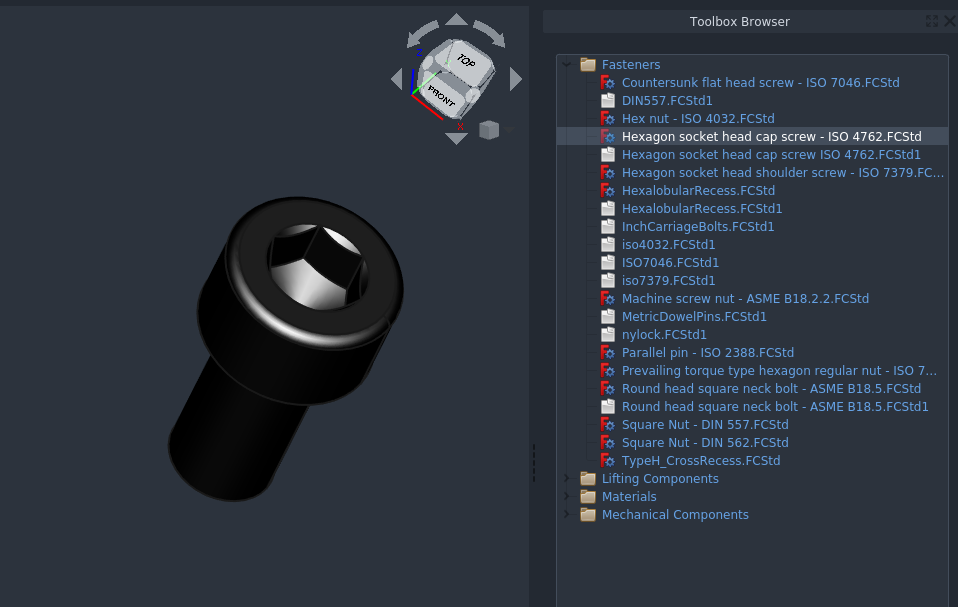 Toolbox Browser
TOP
FRONT
Z
X
Fasteners
Countersunk flat head screw - ISO 7046.FCStd
DIN557.FCStd1
Hex nut - ISO 4032.FCStd
Hexagon socket head cap screw - ISO 4762.FCStd
Hexagon socket head cap screw ISO 4762.FCStd1
Hexagon socket head shoulder screw - ISO 7379.FC...
HexalobularRecess.FCStd
HexalobularRecess.FCStd1
InchCarriageBolts.FCStd1
iso4032.FCStd1
ISO7046.FCStd1
iso7379.FCStd1
Machine screw nut - ASME B18.2.2.FCStd
MetricDowelPins.FCStd1
nylock.FCStd1
Parallel pin - ISO 2388.FCStd
Prevailing torque type hexagon regular nut - ISO 7...
Round head square neck bolt - ASME B18.5.FCStd
Round head square neck bolt - ASME B18.5.FCStd1
Square Nut - DIN 557.FCStd
Square Nut - DIN 562.FCStd
TypeH_CrossRecess.FCStd
Lifting Components
Materials
Mechanical Components